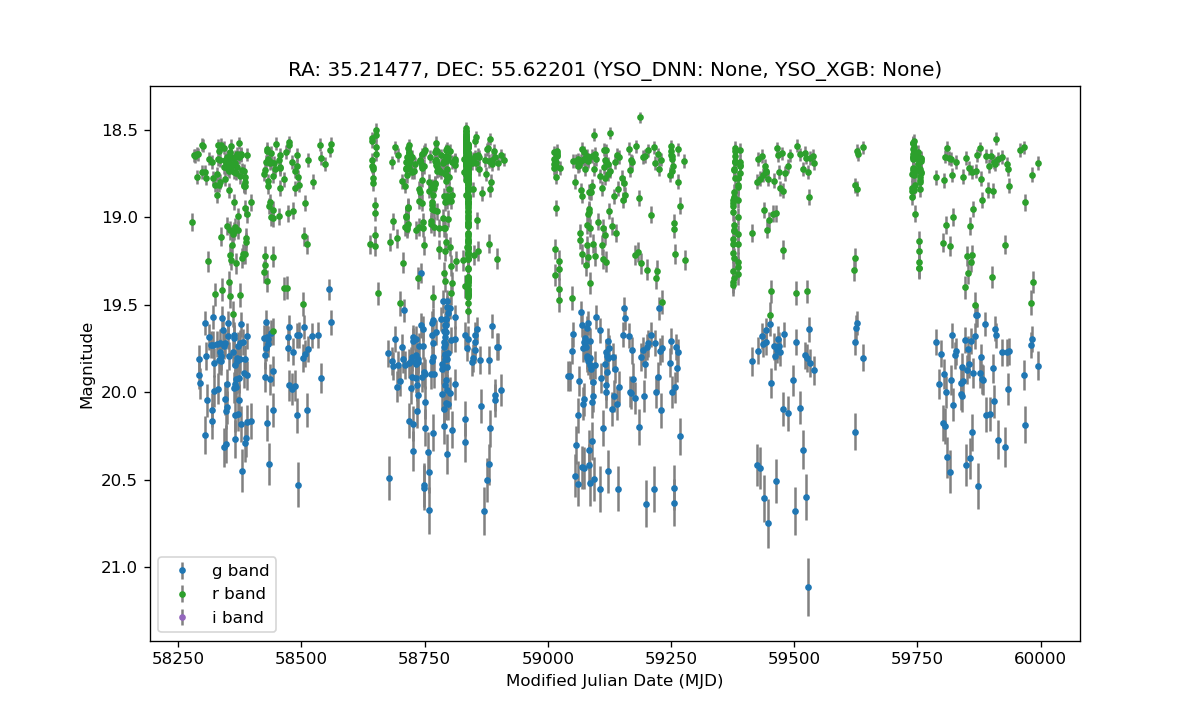 RA: 35.21477, DEC: 55.62201 (YSO_DNN: None, YSO_XGB: None)
18.5
19.0
19.5
20.0
20.5
21.0
Magnitude
g band
r band
i band
58250 58500 58750 59000 59250 59500 59750 60000
Modified Julian Date (MJD)